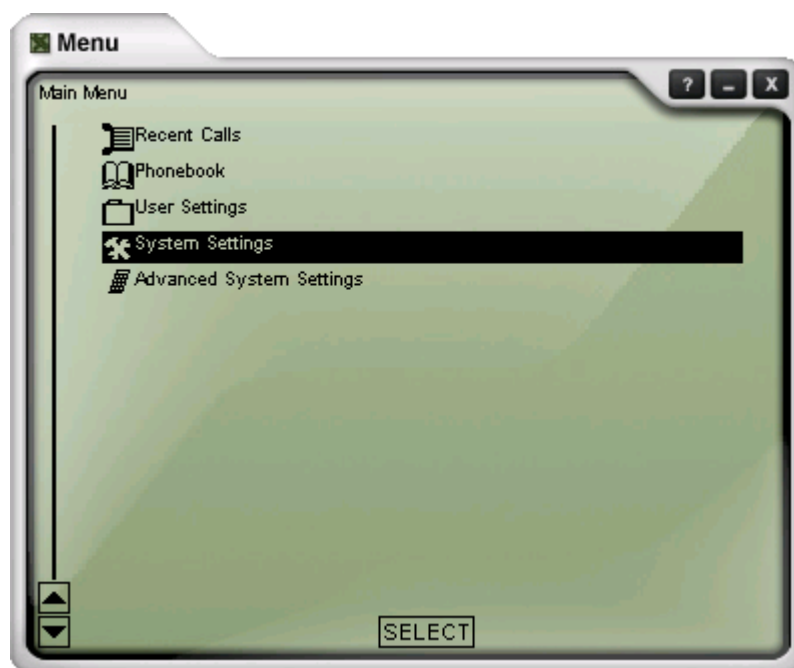 Menu
? - X
Main Menu
Recent Calls
Phonebook
User Settings
System Settings
Advanced System Settings
SELECT